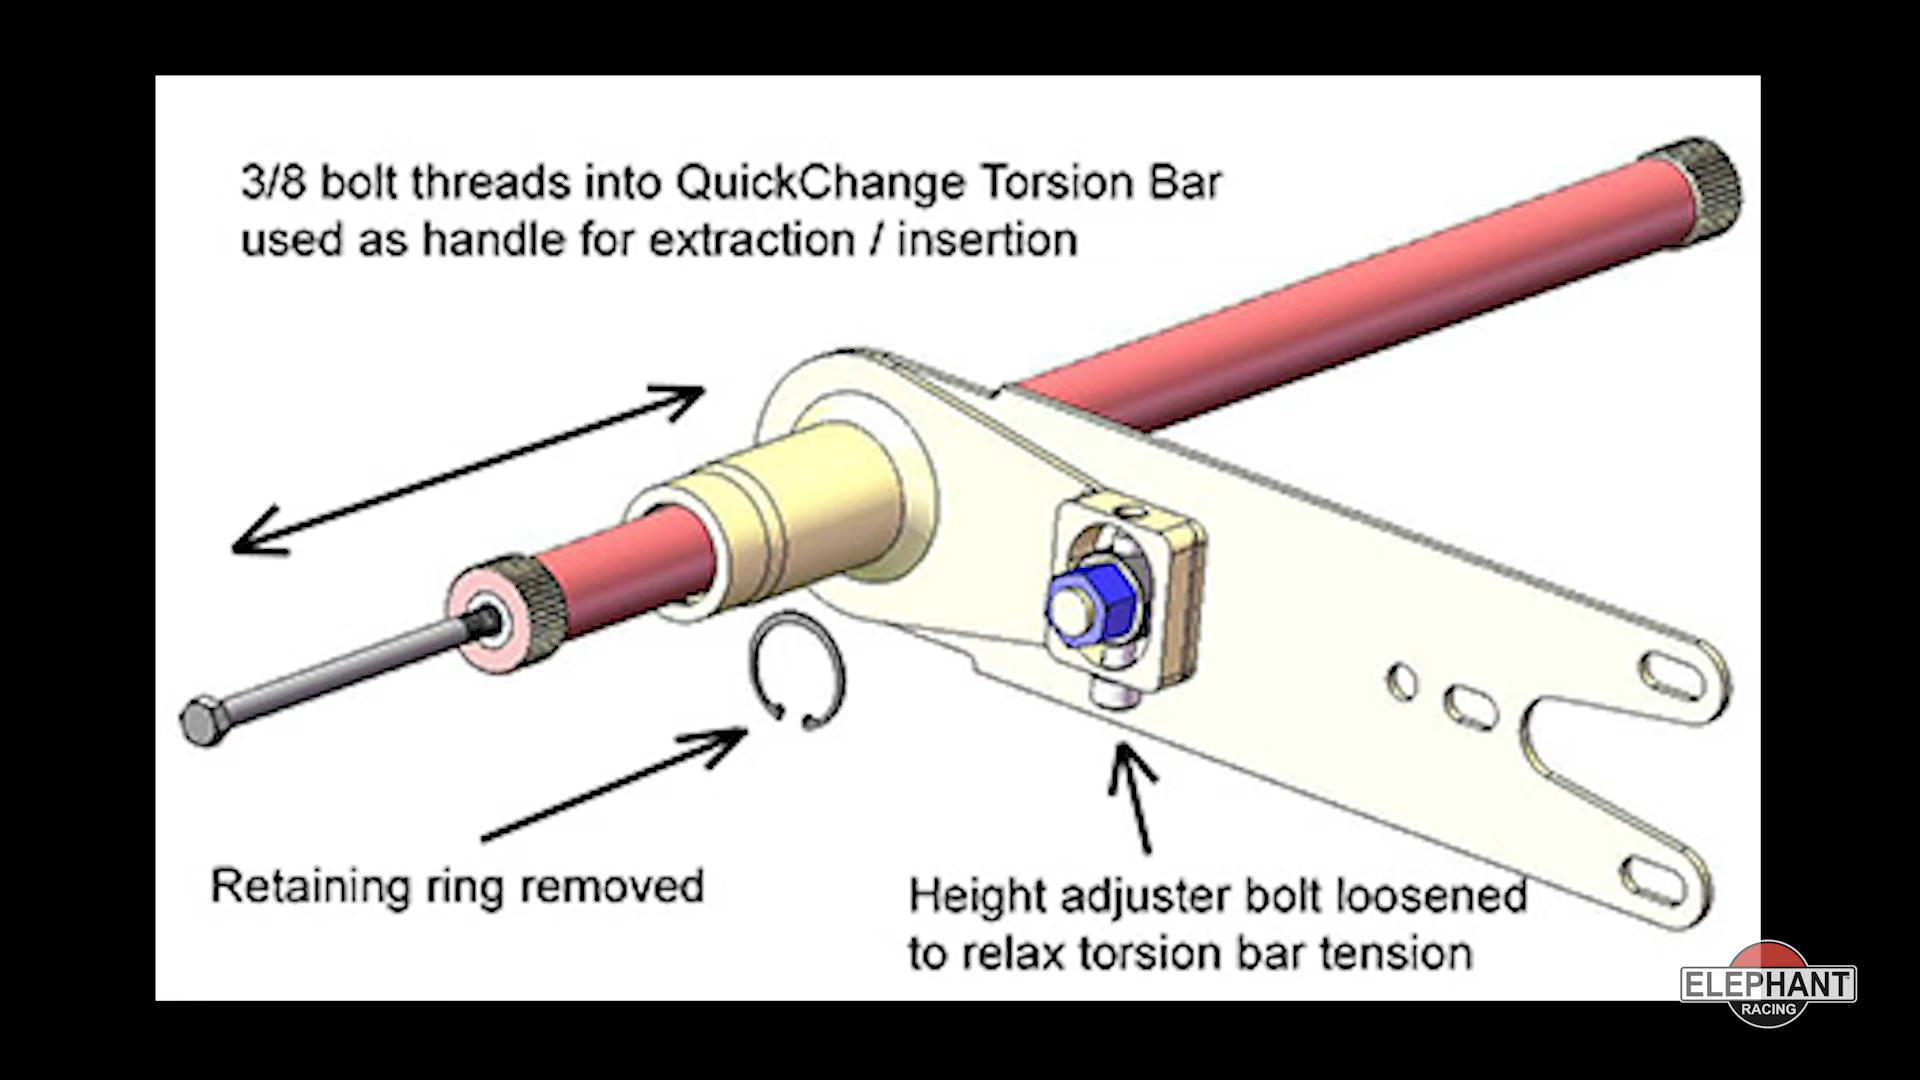 3/8 bolt threads into QuickChange Torsion Bar
used as handle for extraction / insertion
Retaining ring removed
Height adjuster bolt loosened
to relax torsion bar tension
ELEPHANT
RACING